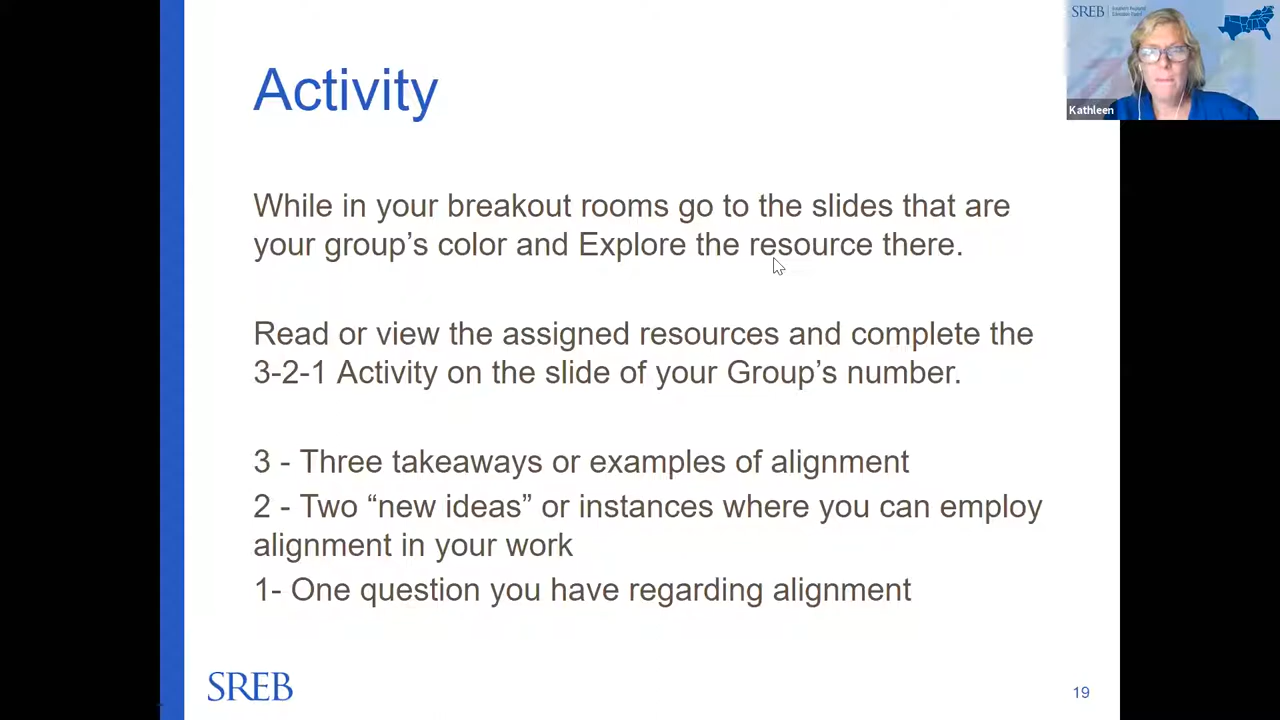 Activity
While in your breakout rooms go to the slides that are
your group’s color and Explore the resource there.
Read or view the assigned resources and complete the
3-2-1 Activity on the slide of your Group’s number.
3 - Three takeaways or examples of alignment
2 - Two “new ideas” or instances where you can employ
alignment in your work
1- One question you have regarding alignment
SREB
19
SREB
Kathleen